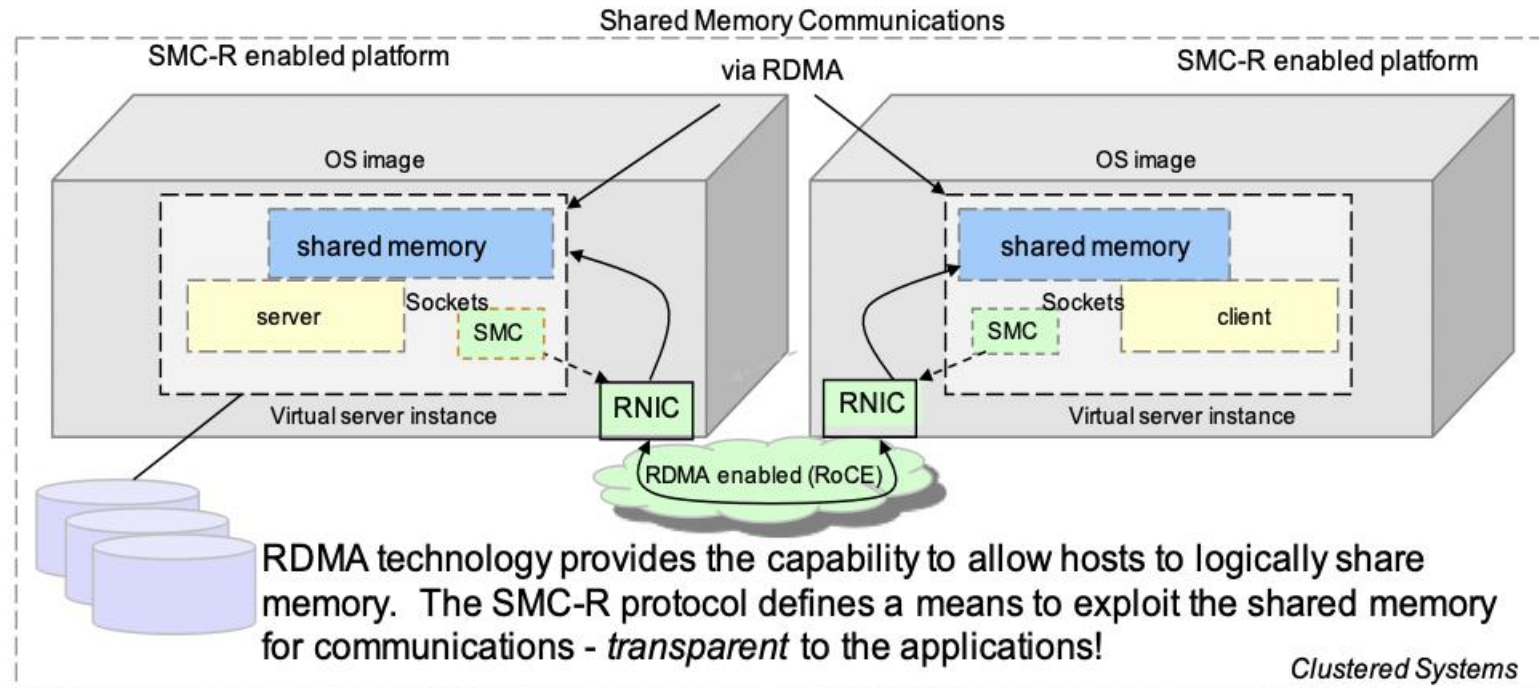 Shared Memory Communications
SMC-R enabled platform
via RDMA
SMC-R enabled platform
OS image
shared memory
Sockets
server
SMC
RNIC
Virtual server instance
OS image
shared memory
Sockets
SMC
client
RNIC
Virtual server instance
RDMA enabled (RoCE)
RDMA technology provides the capability to allow hosts to logically share
memory. The SMC-R protocol defines a means to exploit the shared memory
for communications - transparent to the applications!
Clustered Systems